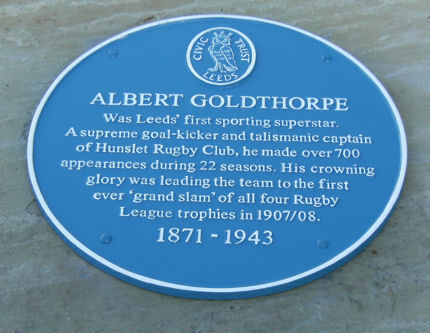 CIVIC TRUST
LEEDS
ALBERT GOLDTHORPE
Was Leeds' first sporting superstar.
A supreme goal-kicker and talismanic captain
of Hunslet Rugby Club, he made over 700
appearances during 22 seasons. His crowning
glory was leading the team to the first
ever 'grand slam' of all four Rugby
League trophies in 1907/08.
1871 - 1943